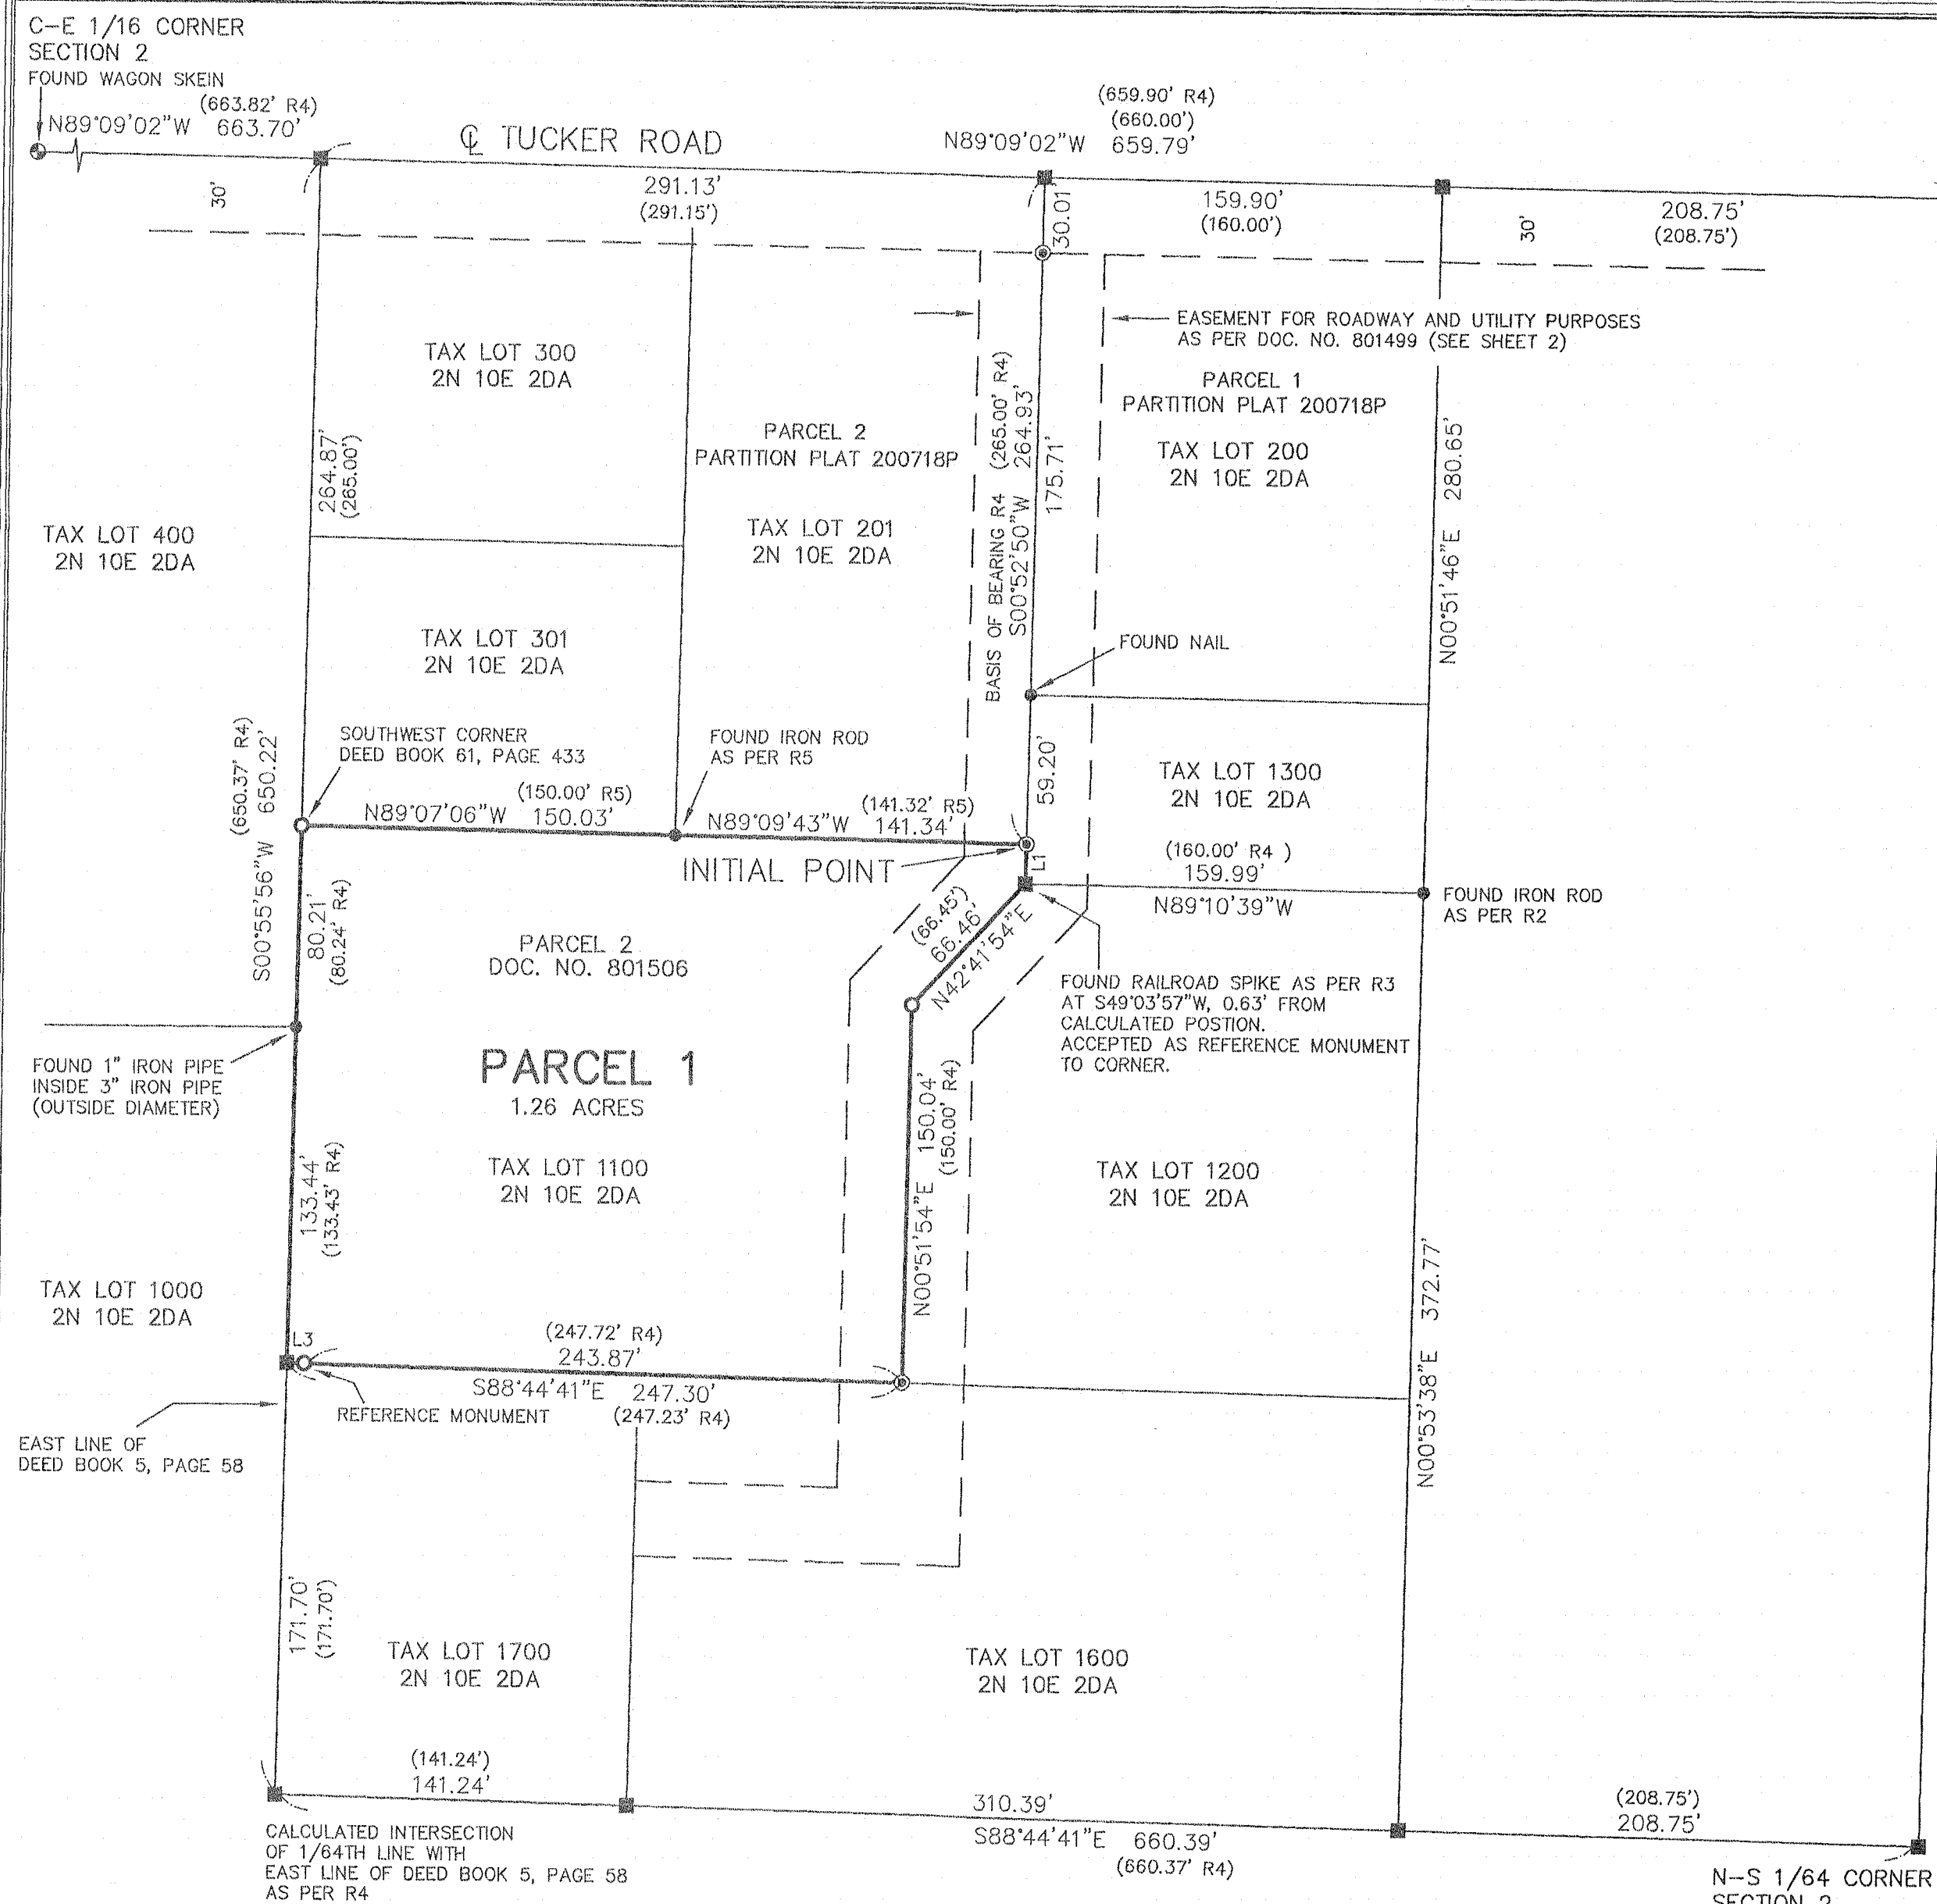 C-E 1/16 CORNER
SECTION 2
FOUND WAGON SKEIN
(663.82' R4)
N89°09'02"W 663.70'
℄ TUCKER ROAD
(659.90' R4)
(660.00')
N89°09'02"W 659.79'
30'
291.13'
(291.15')
30.01
159.90'
(160.00')
30'
208.75'
(208.75')
EASEMENT FOR ROADWAY AND UTILITY PURPOSES
AS PER DOC. NO. 801499 (SEE SHEET 2)
TAX LOT 300
2N 10E 2DA
PARCEL 1
PARTITION PLAT 200718P
PARCEL 2
PARTITION PLAT 200718P
TAX LOT 200
2N 10E 2DA
264.87'
(265.00')
BASIS OF BEARING R4 (265.00' R4)
S00°52'50"W 264.93'
175.71'
N00°51'46"E 280.65'
TAX LOT 400
2N 10E 2DA
TAX LOT 201
2N 10E 2DA
TAX LOT 301
2N 10E 2DA
FOUND NAIL
SOUTHWEST CORNER
DEED BOOK 61, PAGE 433
FOUND IRON ROD
AS PER R5
59.20'
TAX LOT 1300
2N 10E 2DA
(650.37' R4)
S00°55'56"W 650.22'
(150.00' R5)
N89°07'06"W 150.03'
(141.32' R5)
N89°09'43"W 141.34'
INITIAL POINT
L1
(160.00' R4 )
159.99'
N89°10'39"W
FOUND IRON ROD
AS PER R2
80.21'
(80.24' R4)
PARCEL 2
DOC. NO. 801506
(66.45')
66.46'
N42°41'54"E
FOUND RAILROAD SPIKE AS PER R3
AT S49°03'57"W, 0.63' FROM
CALCULATED POSTION.
ACCEPTED AS REFERENCE MONUMENT
TO CORNER.
FOUND 1" IRON PIPE
INSIDE 3" IRON PIPE
(OUTSIDE DIAMETER)
PARCEL 1
1.26 ACRES
TAX LOT 1100
2N 10E 2DA
N00°51'54"E 150.04'
(150.00' R4)
TAX LOT 1200
2N 10E 2DA
133.44'
(133.43' R4)
TAX LOT 1000
2N 10E 2DA
L3
(247.72' R4)
243.87'
S88°44'41"E 247.30'
(247.23' R4)
REFERENCE MONUMENT
N00°53'38"E 372.77'
EAST LINE OF
DEED BOOK 5, PAGE 58
171.70'
(171.70')
TAX LOT 1700
2N 10E 2DA
TAX LOT 1600
2N 10E 2DA
(141.24')
141.24'
310.39'
S88°44'41"E 660.39'
(660.37' R4)
(208.75')
208.75'
CALCULATED INTERSECTION
OF 1/64TH LINE WITH
EAST LINE OF DEED BOOK 5, PAGE 58
AS PER R4
N-S 1/64 CORNER
SECTION 2